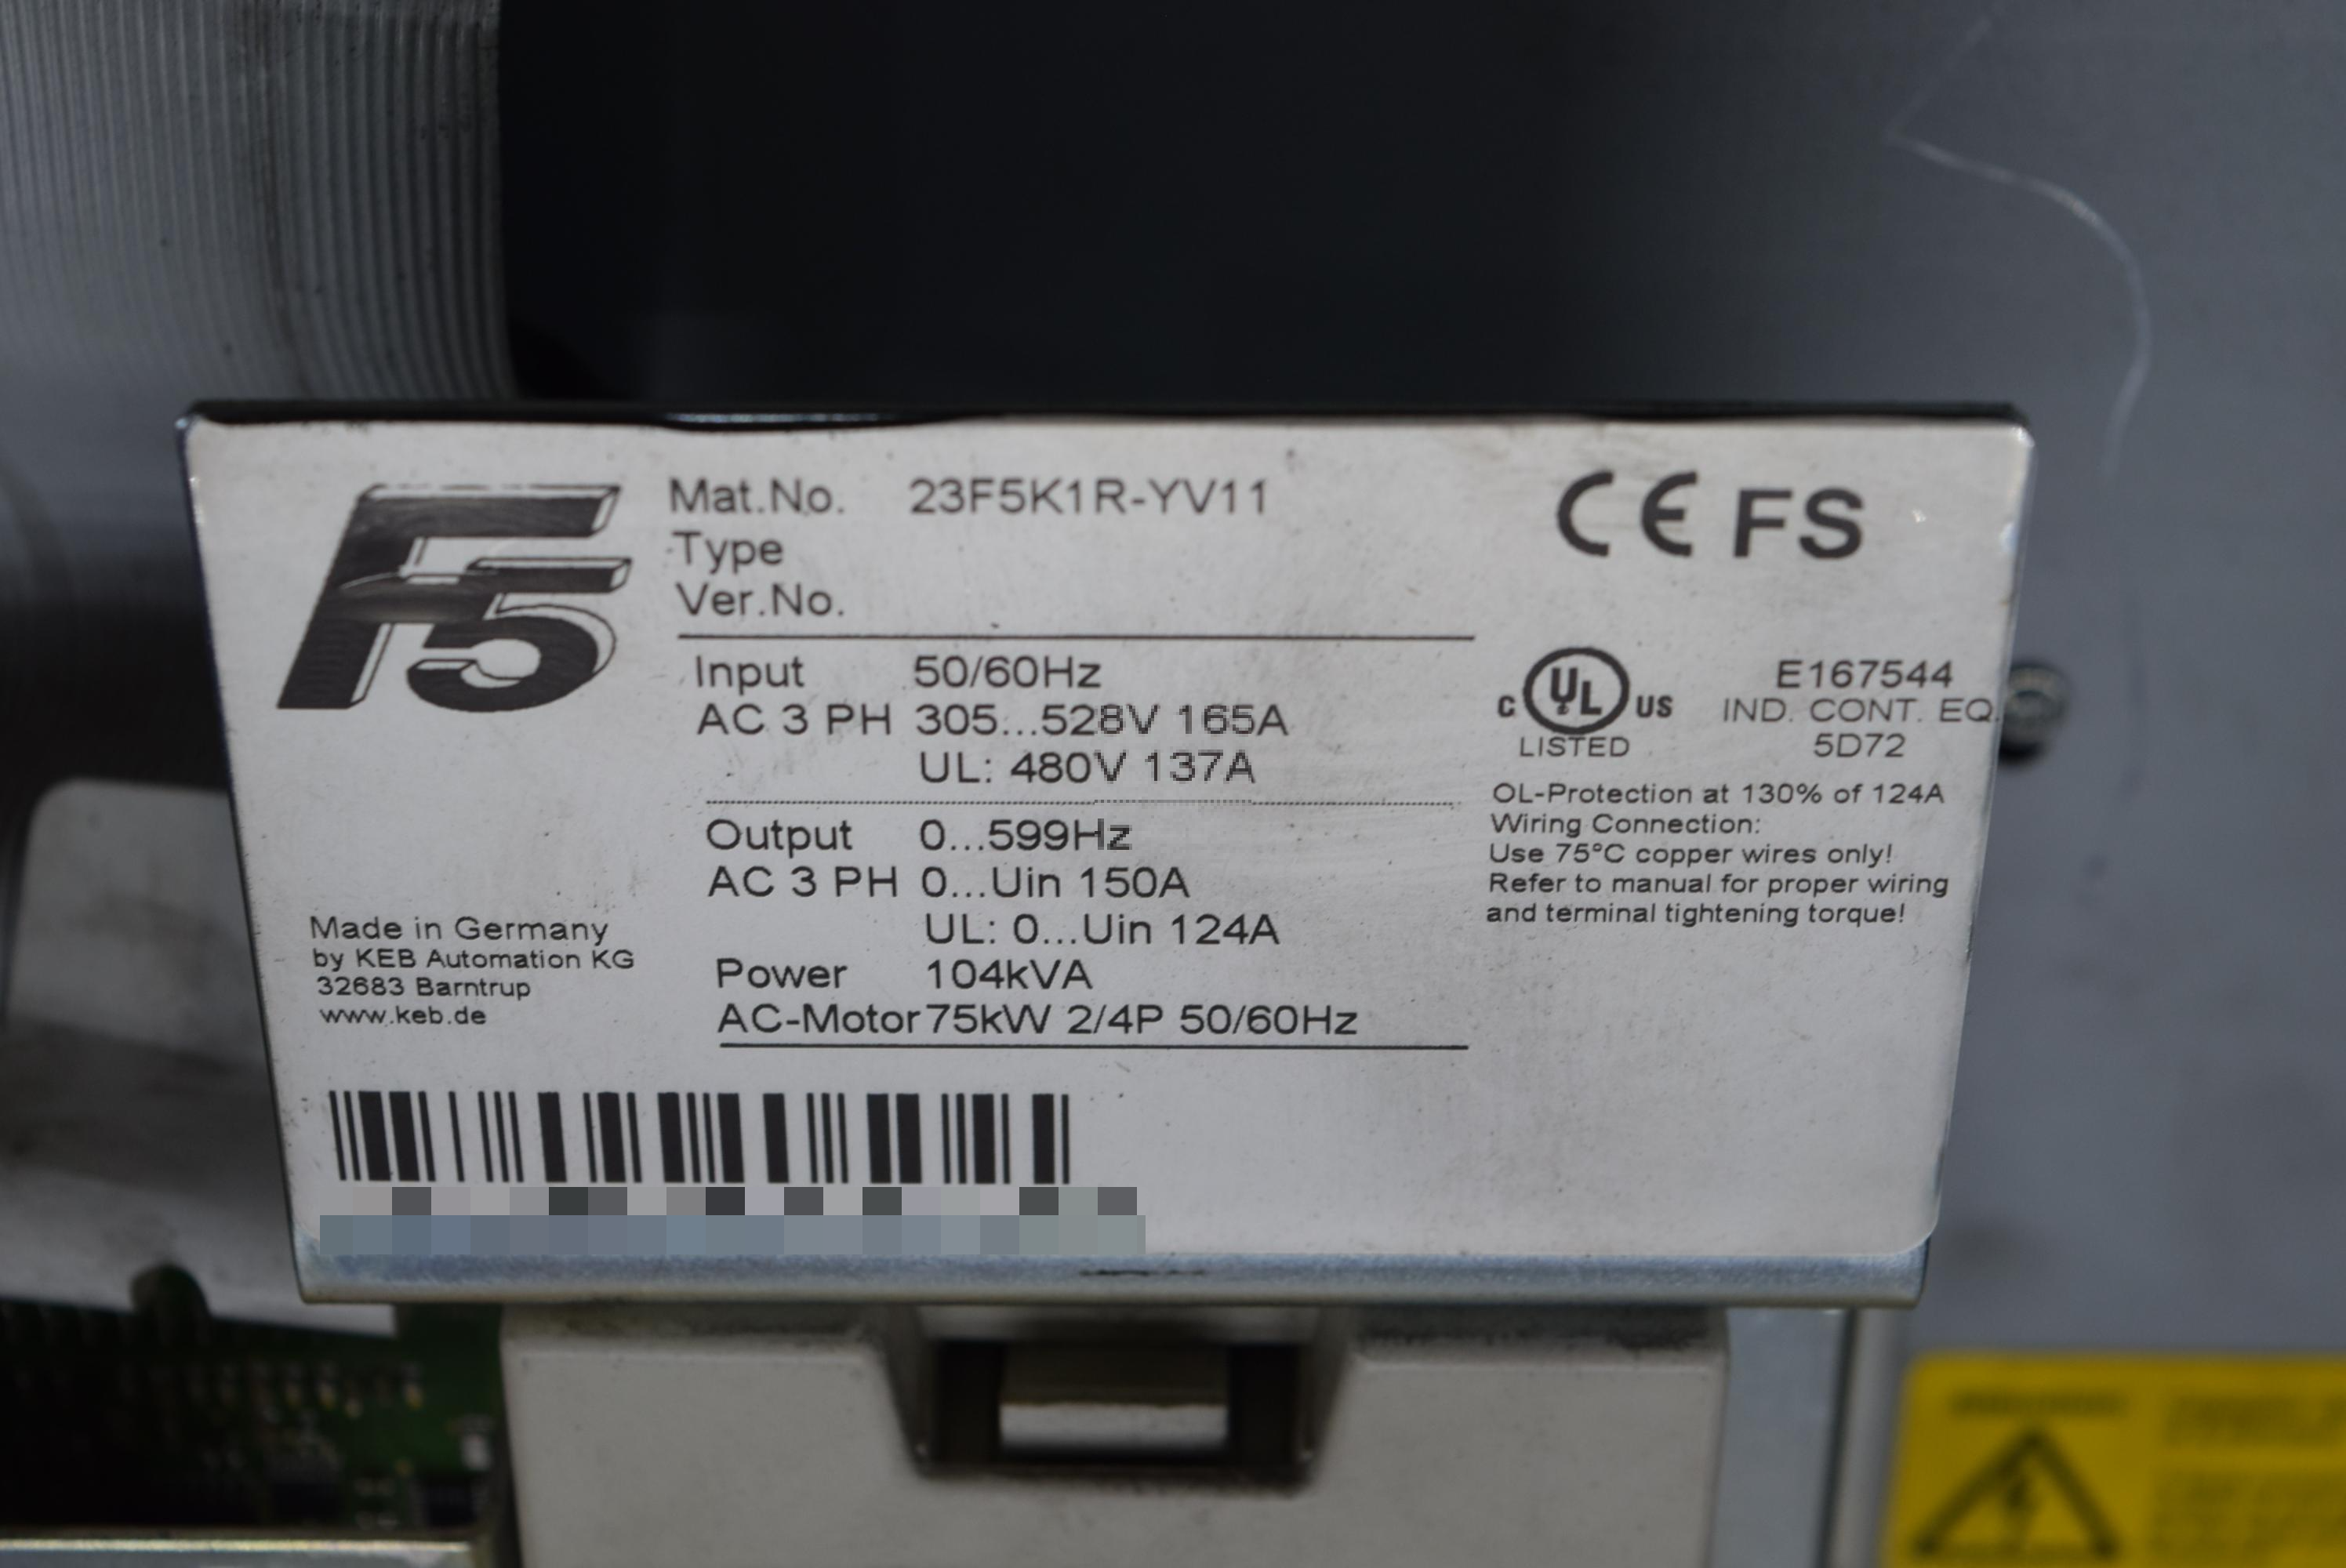 F5
Mat.No. 23F5K1R-YV11
Type
Ver.No.
Input 50/60Hz
AC 3 PH 305...528V 165A
UL: 480V 137A
Output 0...599Hz
AC 3 PH 0...Uin 150A
UL: 0...Uin 124A
Power 104kVA
AC-Motor 75kW 2/4P 50/60Hz
Made in Germany
by KEB Automation KG
32683 Barntrup
www.keb.de
CE FS
C UL US
LISTED
E167544
IND. CONT. EQ.
5D72
OL-Protection at 130% of 124A
Wiring Connection:
Use 75°C copper wires only!
Refer to manual for proper wiring
and terminal tightening torque!